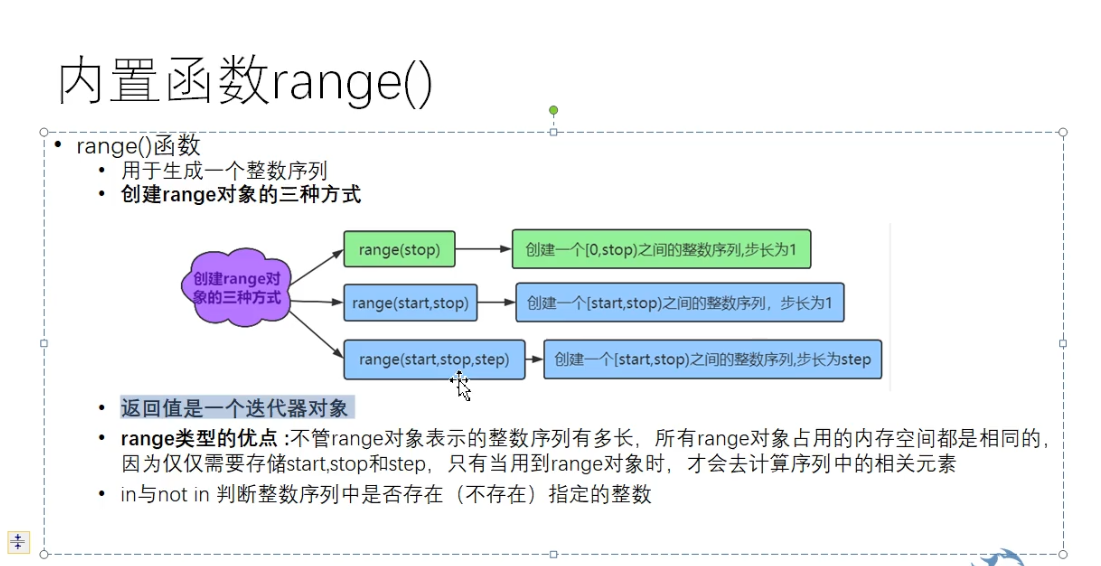 内置函数range()
• range()函数
• 用于生成一个整数序列
• 创建range对象的三种方式
创建range对
象的三种方式
range(stop)
创建一个[0,stop)之间的整数序列,步长为1
range(start,stop)
创建一个[start,stop)之间的整数序列，步长为1
range(start,stop,step)
创建一个[start,stop)之间的整数序列,步长为step
• 返回值是一个迭代器对象
• range类型的优点 :不管range对象表示的整数序列有多长，所有range对象占用的内存空间都是相同的，
因为仅仅需要存储start,stop和step，只有当用到range对象时，才会去计算序列中的相关元素
• in与not in 判断整数序列中是否存在（不存在）指定的整数